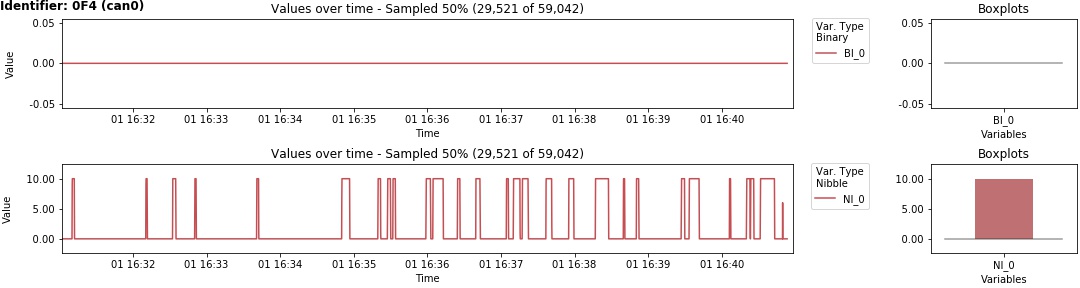 Identifier: 0F4 (can0)
Values over time - Sampled 50% (29,521 of 59,042)
Value
0.05
0.00
-0.05
01 16:32 01 16:33 01 16:34 01 16:35 01 16:36 01 16:37 01 16:38 01 16:39 01 16:40
Time
Var. Type
Binary
BI_0
Boxplots
0.05
0.00
-0.05
BI_0
Variables
Values over time - Sampled 50% (29,521 of 59,042)
Value
10.00
5.00
0.00
01 16:32 01 16:33 01 16:34 01 16:35 01 16:36 01 16:37 01 16:38 01 16:39 01 16:40
Time
Var. Type
Nibble
NI_0
Boxplots
10.00
5.00
0.00
NI_0
Variables